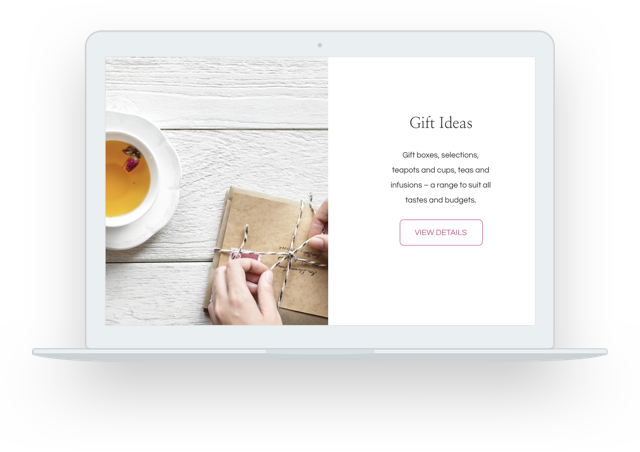 Gift Ideas
Gift boxes, selections,
teapots and cups, teas and
infusions – a range to suit all
tastes and budgets.
VIEW DETAILS